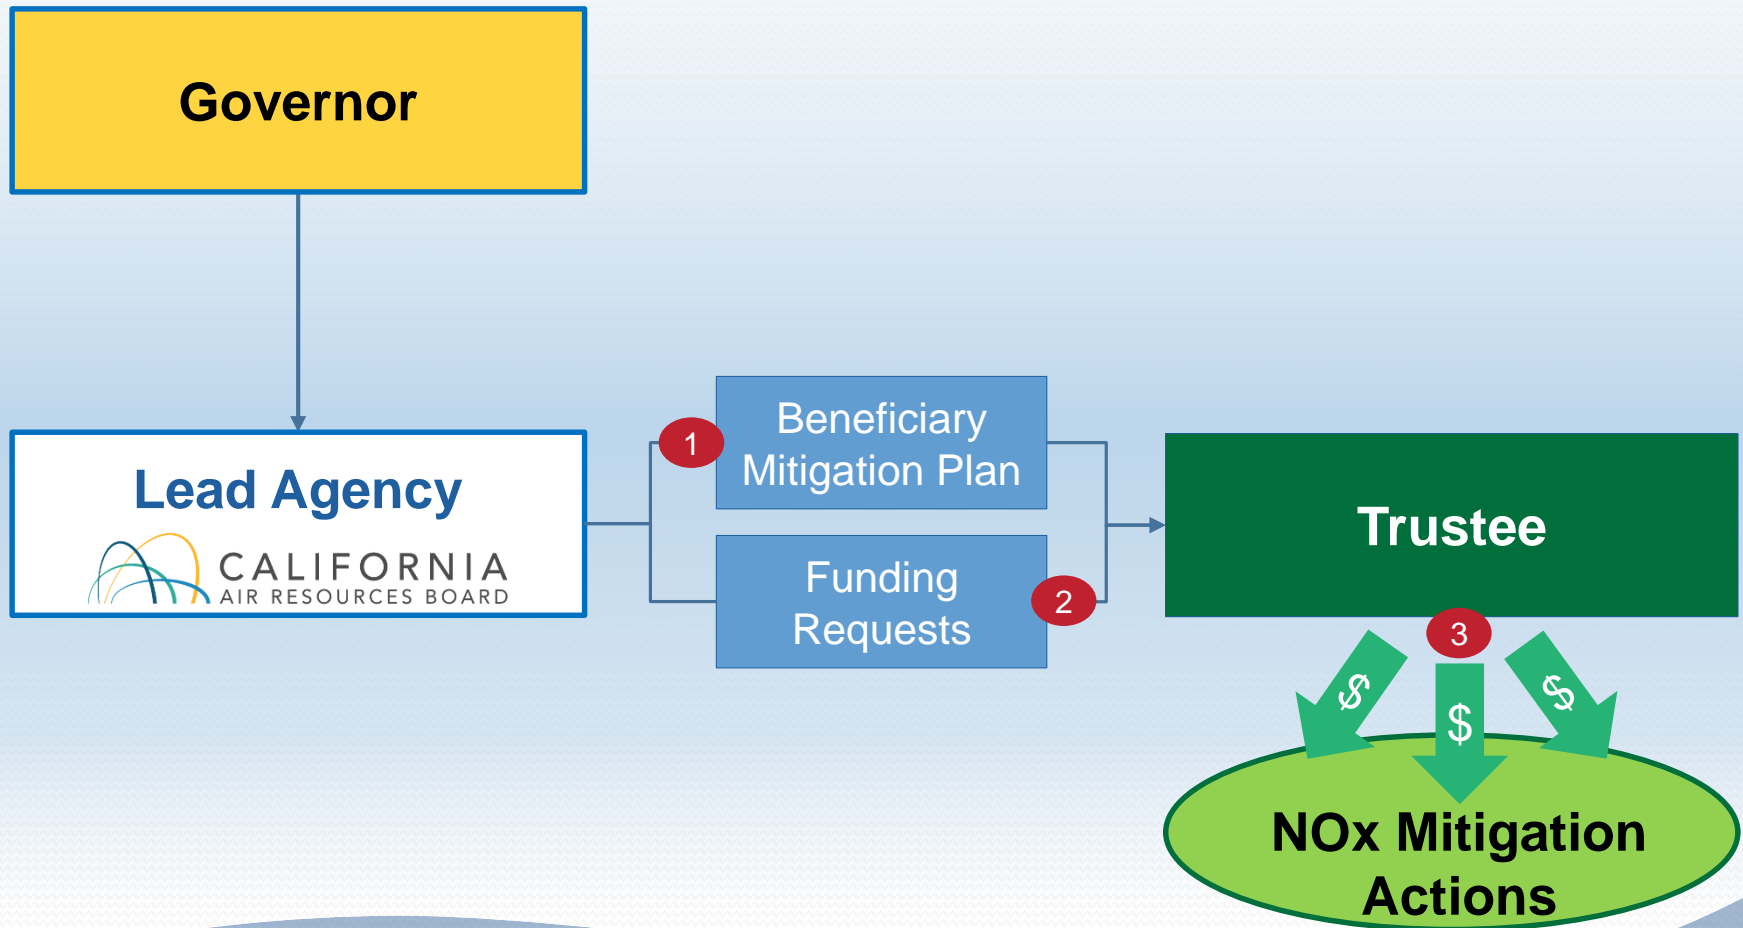 Governor
Lead Agency
CALIFORNIA
AIR RESOURCES BOARD
1
Beneficiary
Mitigation Plan
Funding
Requests
2
Trustee
3
$ $ $
NOx Mitigation
Actions